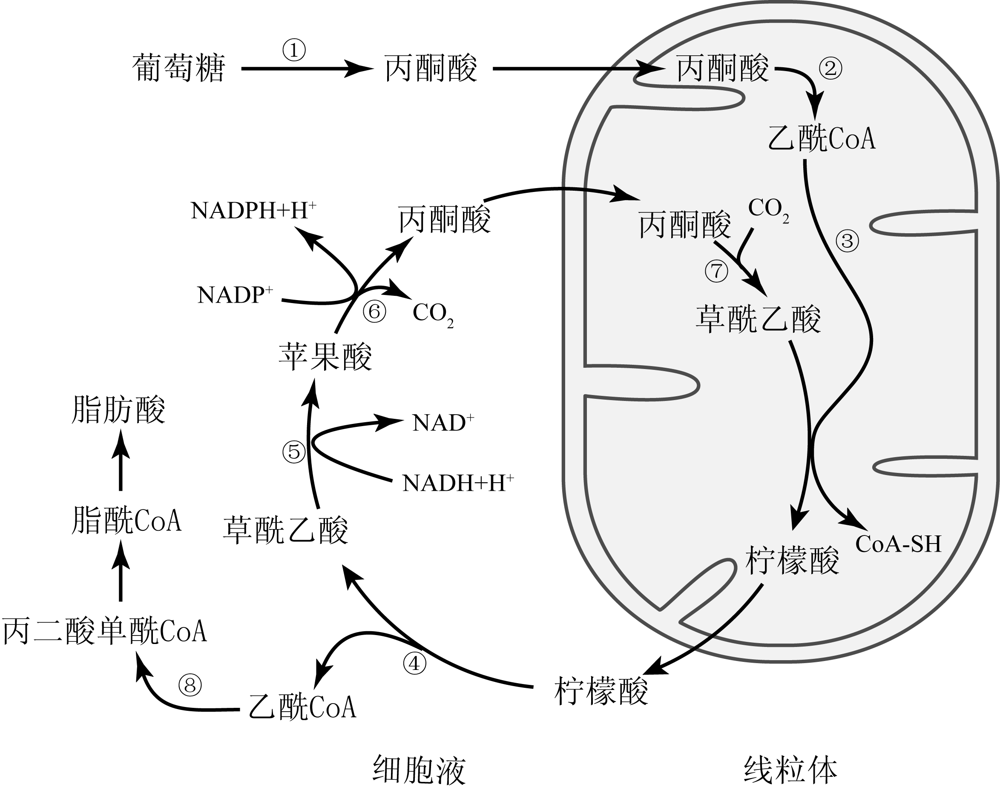 葡萄糖
①
丙酮酸
丙酮酸
②
乙酰CoA
NADPH+H⁺
丙酮酸
丙酮酸
CO₂
③
⑦
NADP⁺
⑥
CO₂
草酰乙酸
苹果酸
脂肪酸
NAD⁺
⑤
NADH+H⁺
脂酰CoA
草酰乙酸
柠檬酸
CoA-SH
丙二酸单酰CoA
④
⑧
柠檬酸
乙酰CoA
细胞液
线粒体